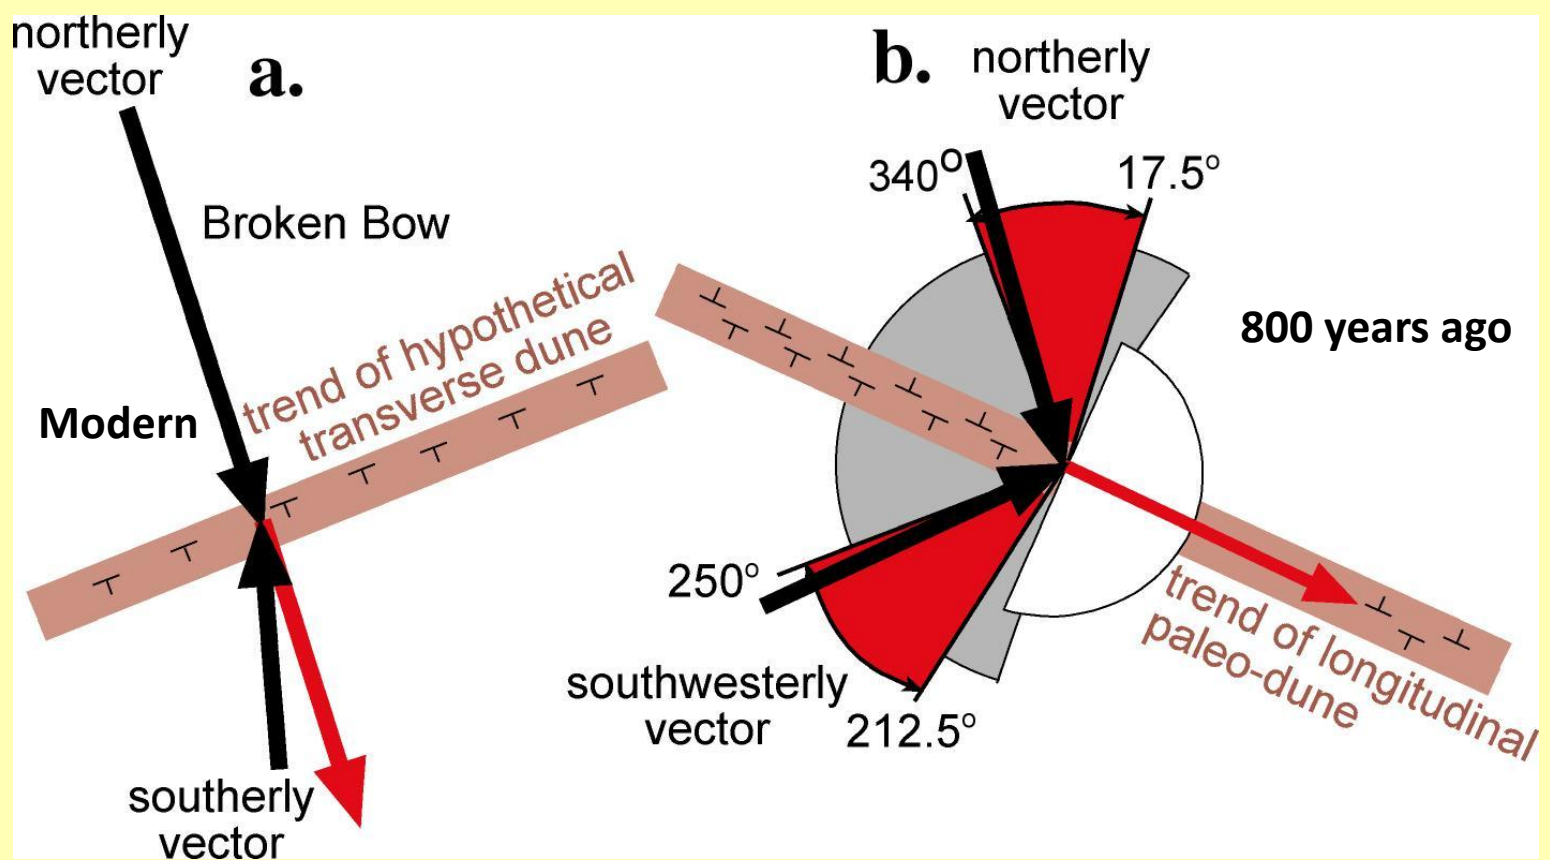 northerly
vector
a.
Broken Bow
trend of hypothetical
transverse dune
Modern
southerly
vector
b.
northerly
vector
340°
17.5°
800 years ago
250°
southwesterly
vector
212.5°
trend of longitudinal
paleo-dune